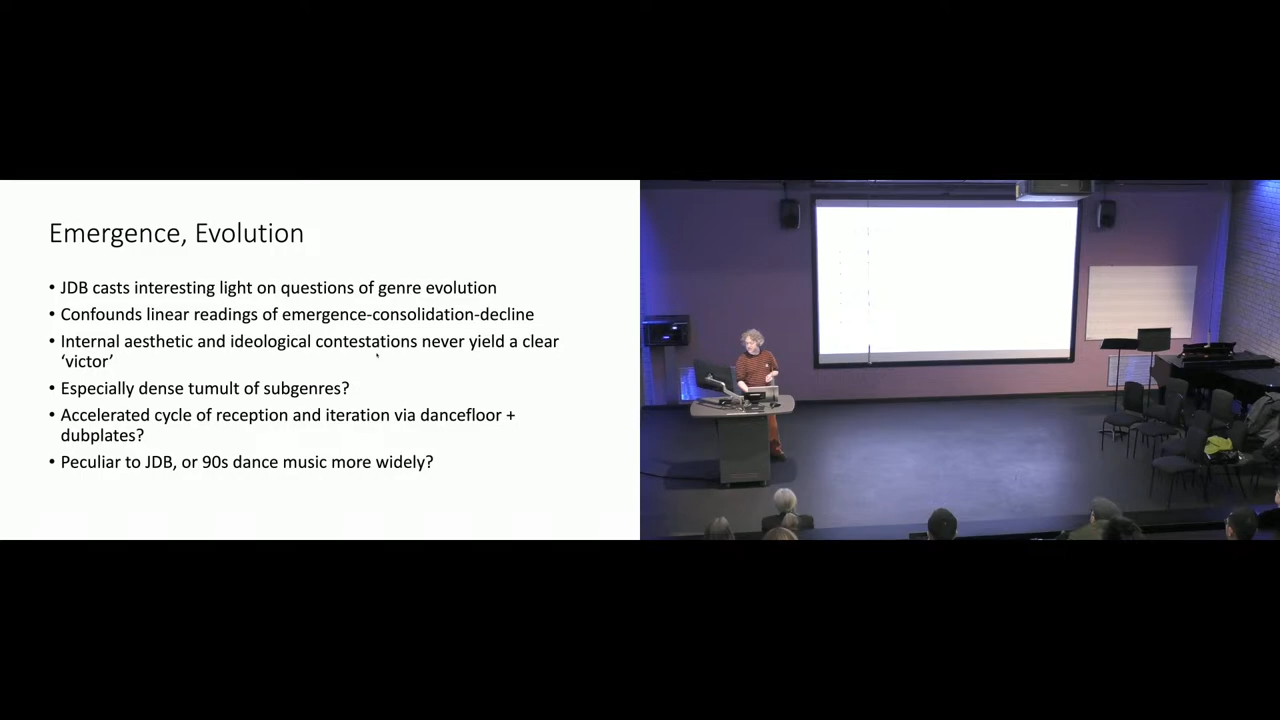 Emergence, Evolution
• JDB casts interesting light on questions of genre evolution
• Confounds linear readings of emergence-consolidation-decline
• Internal aesthetic and ideological contestations never yield a clear
‘victor’
• Especially dense tumult of subgenres?
• Accelerated cycle of reception and iteration via dancefloor +
dubplates?
• Peculiar to JDB, or 90s dance music more widely?